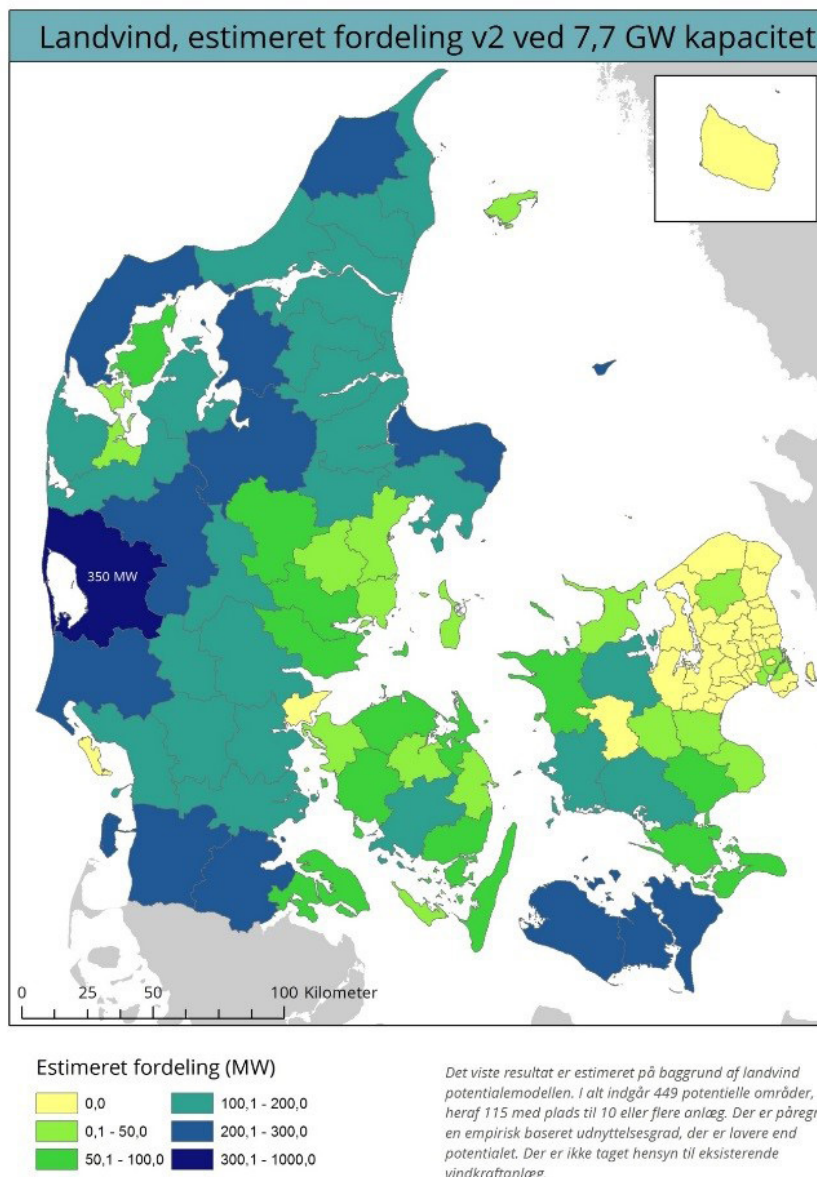 Landvind, estimeret fordeling v2 ved 7,7 GW kapacitet
350 MW
0 25 50 100 Kilometer
Estimeret fordeling (MW)
0,0
0,1 - 50,0
50,1 - 100,0
100,1 - 200,0
200,1 - 300,0
300,1 - 1000,0
Det viste resultat er estimeret på baggrund af landvind
potentialemodellen. I alt indgår 449 potentielle områder,
heraf 115 med plads til 10 eller flere anlæg. Der er påregn
en empirisk baseret udnyttelsesgrad, der er lavere end
potentialet. Der er ikke taget hensyn til eksisterende
vindkraftanlæg.